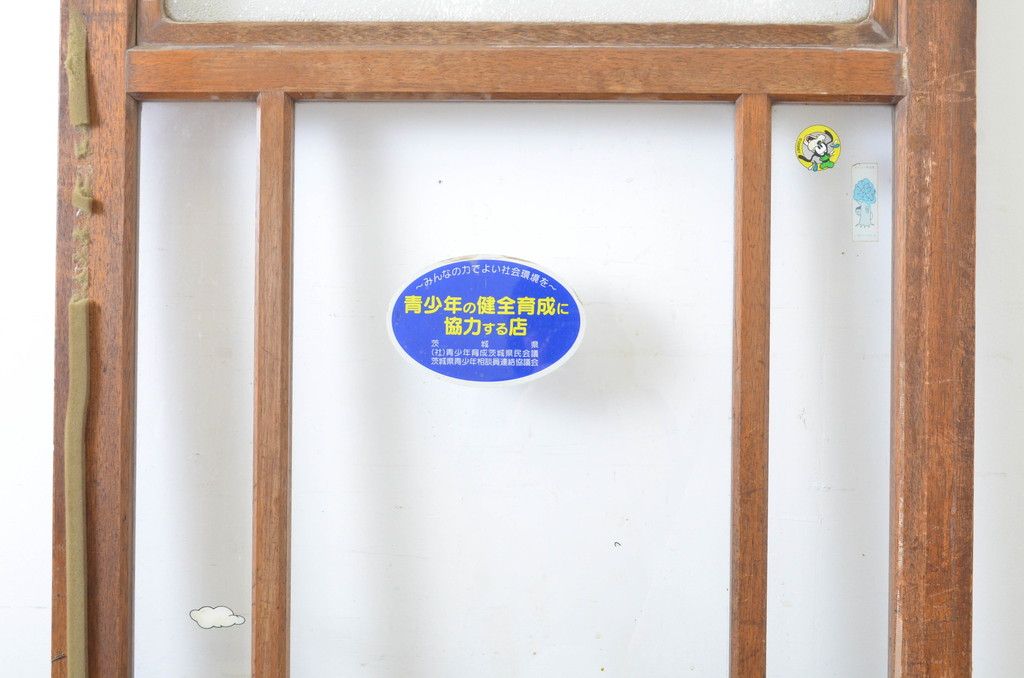 ～みんなの力でよい社会環境を～
青少年の健全育成に
協力する店
茨城県
(社)青少年育成茨城県民会議
茨城県青少年相談員連絡協議会